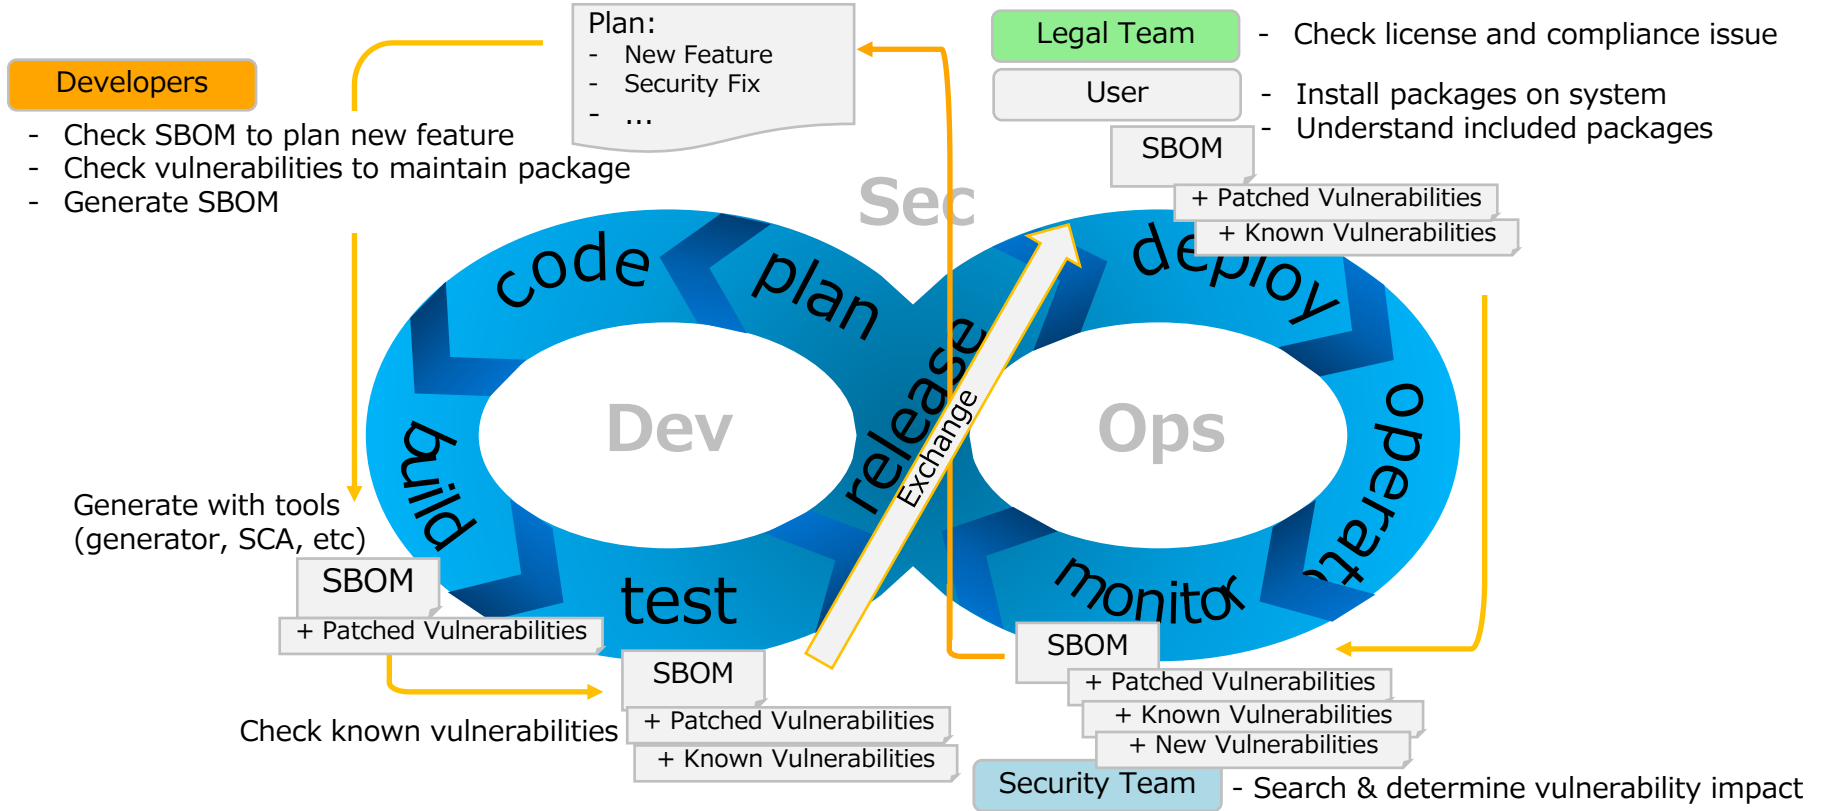 Plan:
- New Feature
- Security Fix
- ...
Legal Team
- Check license and compliance issue
User
- Install packages on system
- Understand included packages
Developers
- Check SBOM to plan new feature
- Check vulnerabilities to maintain package
- Generate SBOM
SBOM
+ Patched Vulnerabilities
+ Known Vulnerabilities
Sec
code
plan
deploy
release
Exchange
Dev
Ops
operate
build
test
monitor
Generate with tools
(generator, SCA, etc)
SBOM
+ Patched Vulnerabilities
Check known vulnerabilities
SBOM
+ Patched Vulnerabilities
+ Known Vulnerabilities
SBOM
+ Patched Vulnerabilities
+ Known Vulnerabilities
+ New Vulnerabilities
Security Team
- Search & determine vulnerability impact